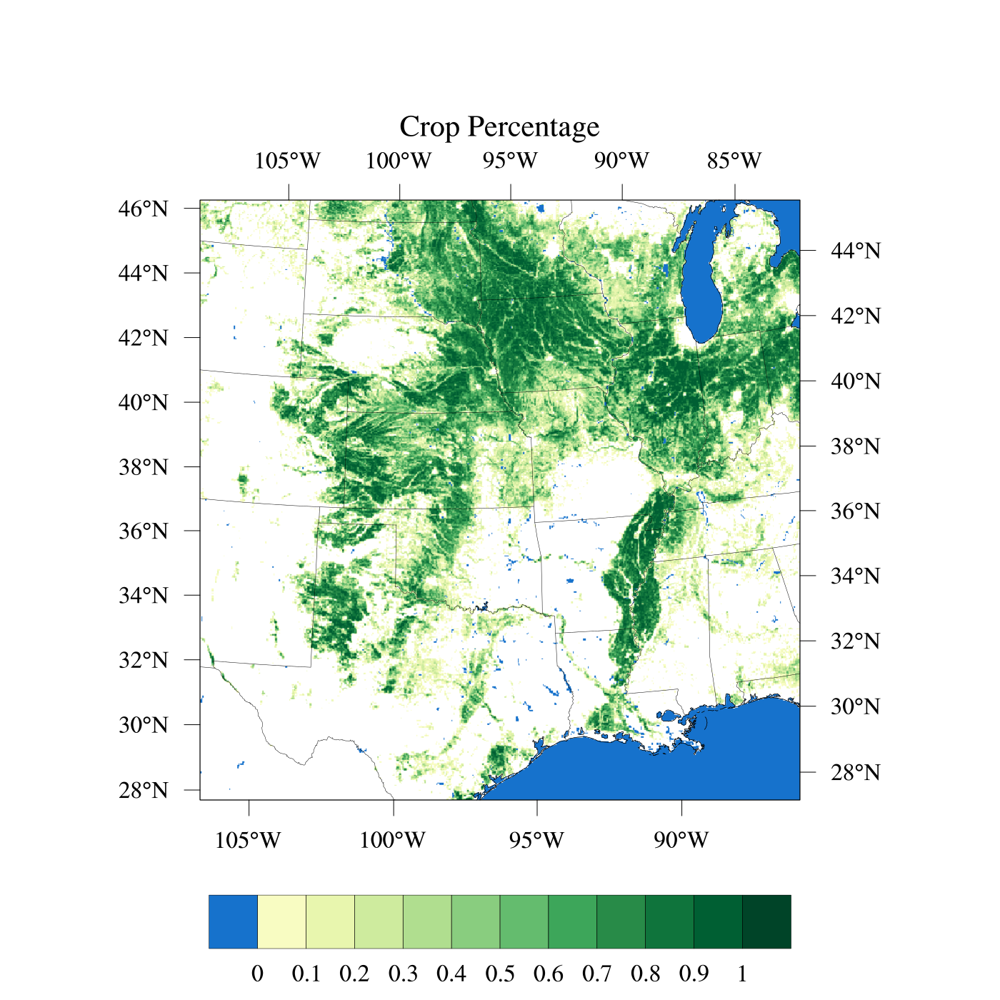 Crop Percentage
105°W 100°W 95°W 90°W 85°W
46°N
44°N
44°N
42°N
42°N
40°N
40°N
38°N
38°N
36°N
36°N
34°N
34°N
32°N
32°N
30°N
30°N
28°N
28°N
105°W 100°W 95°W 90°W
0 0.1 0.2 0.3 0.4 0.5 0.6 0.7 0.8 0.9 1